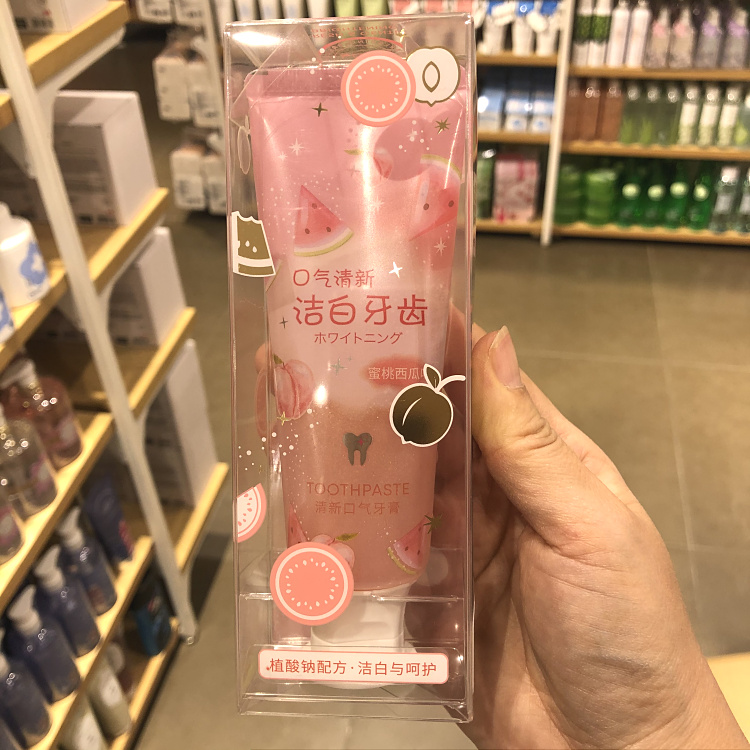 口气清新
洁白牙齿
ホワイトニング
蜜桃西瓜
TOOTHPASTE
清新口气牙膏
植酸钠配方·洁白与呵护